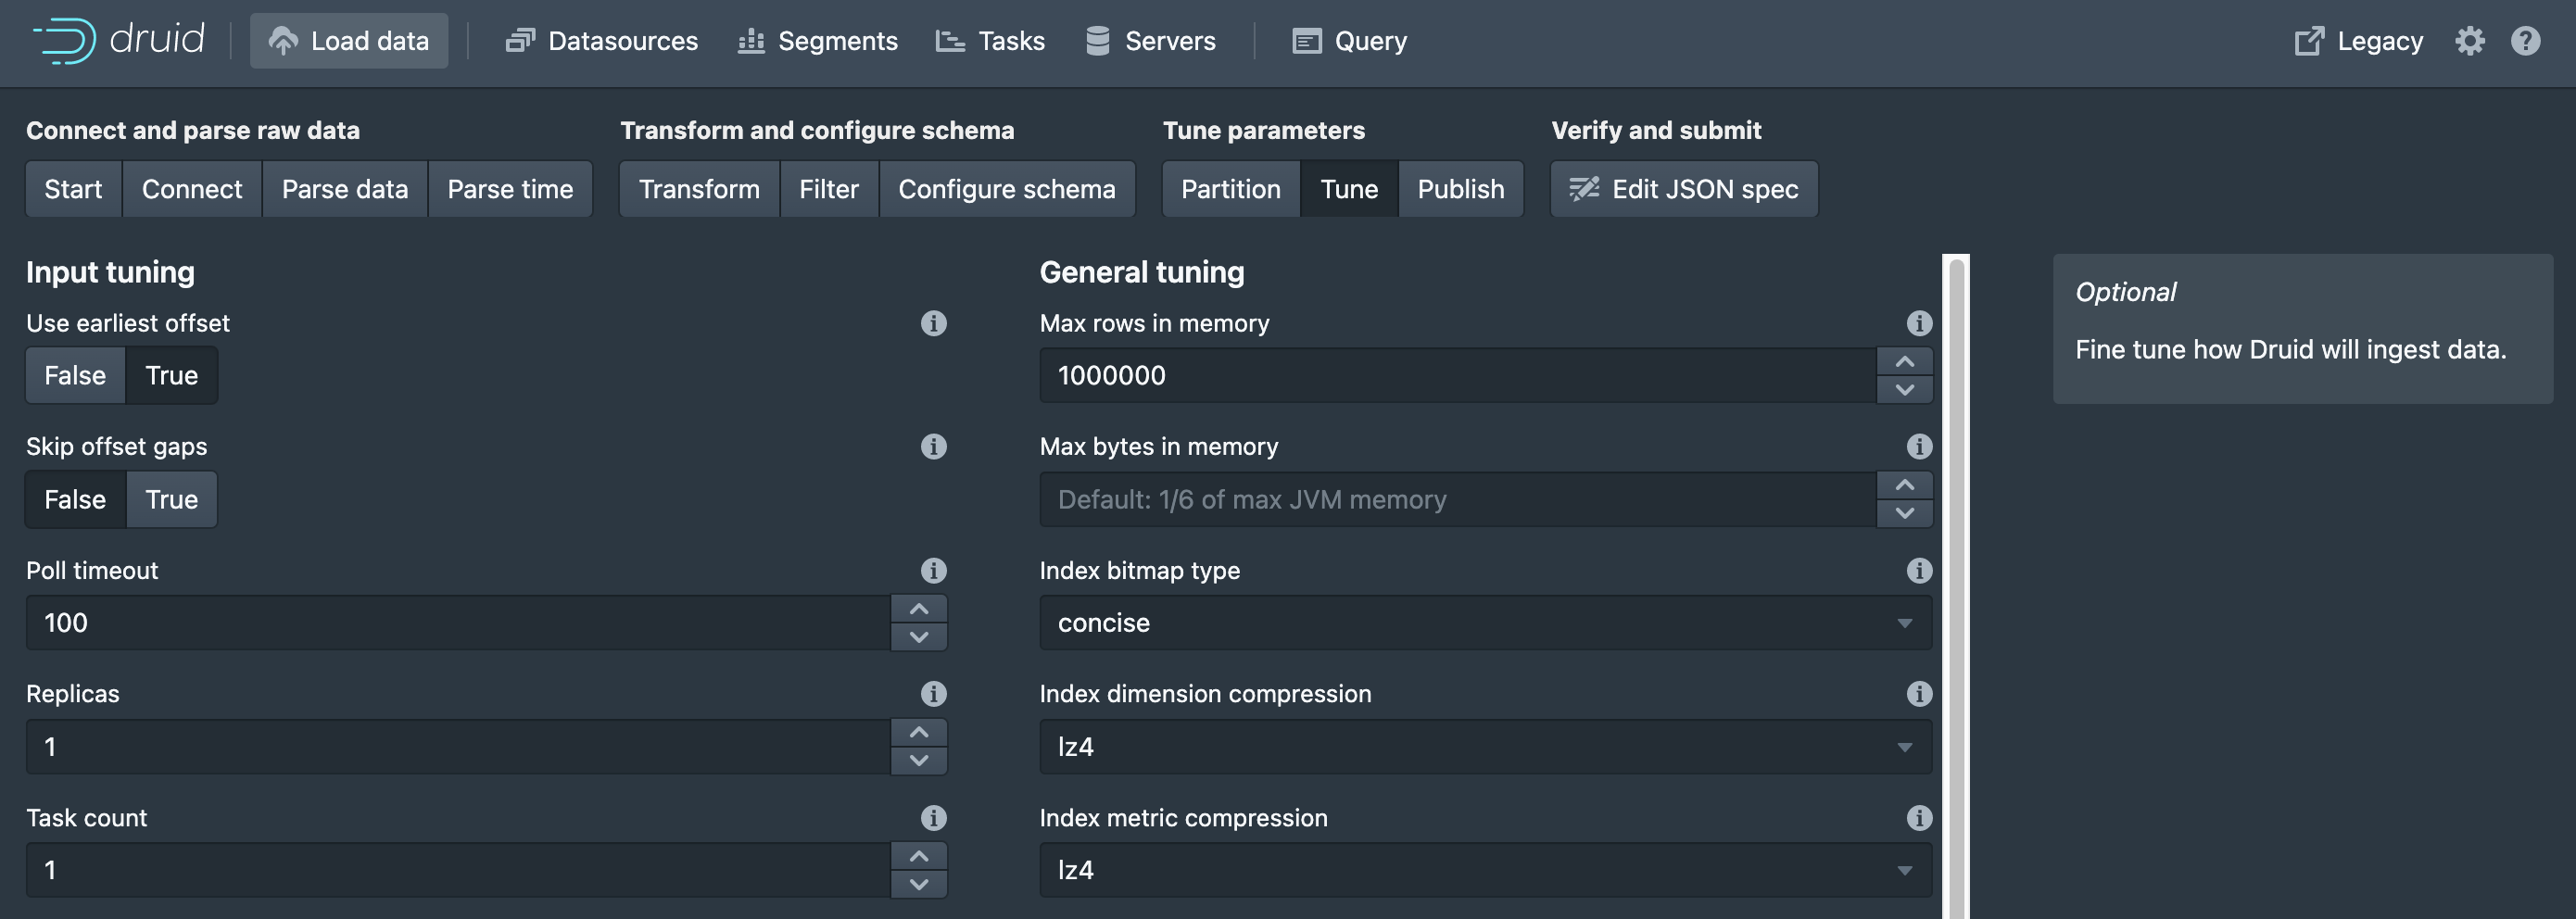 druid Load data Datasources Segments Tasks Servers Query Legacy
Connect and parse raw data Transform and configure schema Tune parameters Verify and submit
Start Connect Parse data Parse time Transform Filter Configure schema Partition Tune Publish Edit JSON spec
Input tuning
Use earliest offset
False True
Skip offset gaps
False True
Poll timeout
100
Replicas
1
Task count
1
General tuning
Max rows in memory
1000000
Max bytes in memory
Default: 1/6 of max JVM memory
Index bitmap type
concise
Index dimension compression
lz4
Index metric compression
lz4
Optional
Fine tune how Druid will ingest data.